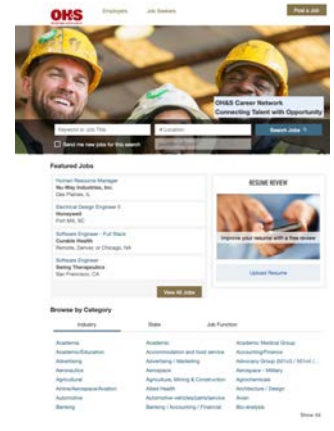 OH&S
Employers
Job Seekers
Post a Job
OH&S Career Network
Connecting Talent with Opportunity
Keyword or Job Title
Location
Search Jobs
Send me new jobs for this search
Featured Jobs
Human Resource Manager
Nu-Way Industries, Inc.
Des Plaines, IL
Electrical Design Engineer II
Honeywell
Fort Mill, SC
Software Engineer - Full Stack
Curable Health
Remote, Denver, or Chicago, NA
Software Engineer
Swing Therapeutics
San Francisco, CA
View All Jobs
RESUME REVIEW
Improve your resume with a free review
Upload Resume
Browse by Category
Industry
State
Job Function
Academia
Academic
Academic Medical Group
Academic/Education
Accommodation and food service
Accounting/Finance
Advertising
Advertising / Marketing
Advocacy Group
Aeronautics
Aerospace
Aerospace - Military
Agricultural
Agriculture, Mining & Construction
Agrochemicals
Airline/Aerospace/Aviation
Allied Health
Architecture / Design
Automotive
Automotive-vehicles/parts/service
Avian
Banking
Banking / Accounting / Financial
Bio-analysis
Show All